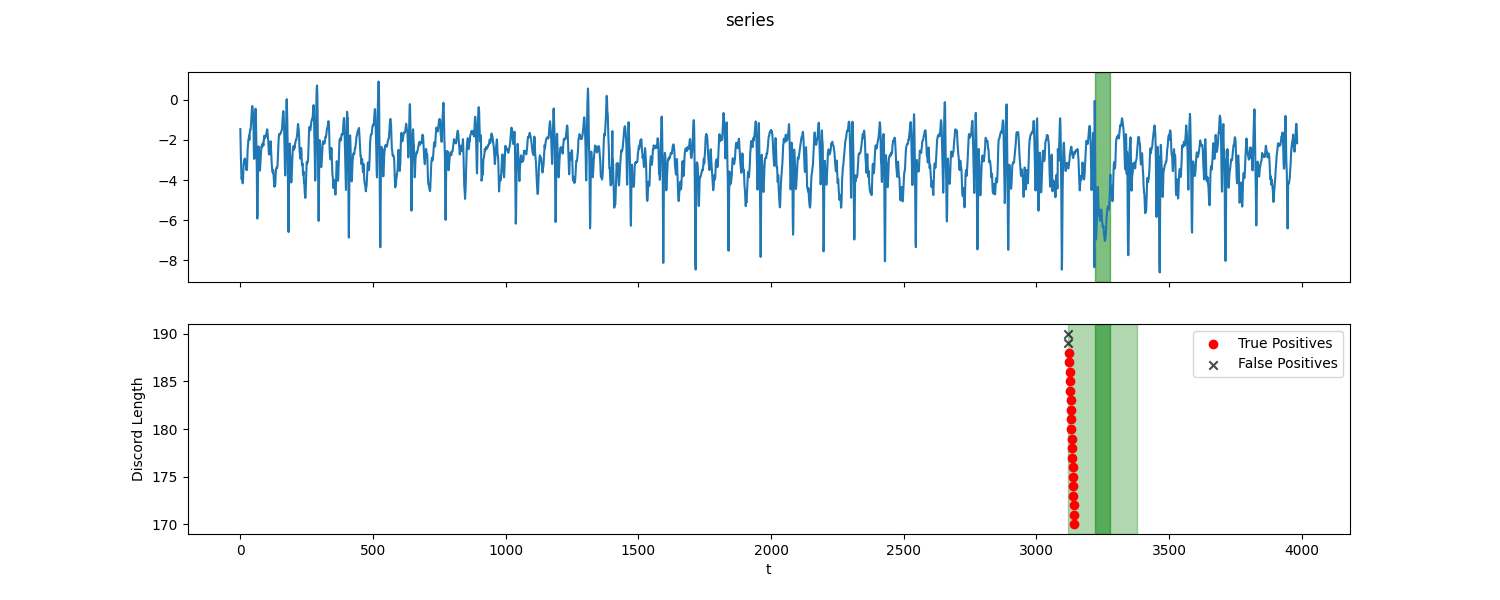 series
0
−2
−4
−6
−8
190
185
180
175
170
Discord Length
True Positives
False Positives
0 500 1000 1500 2000 2500 3000 3500 4000
t